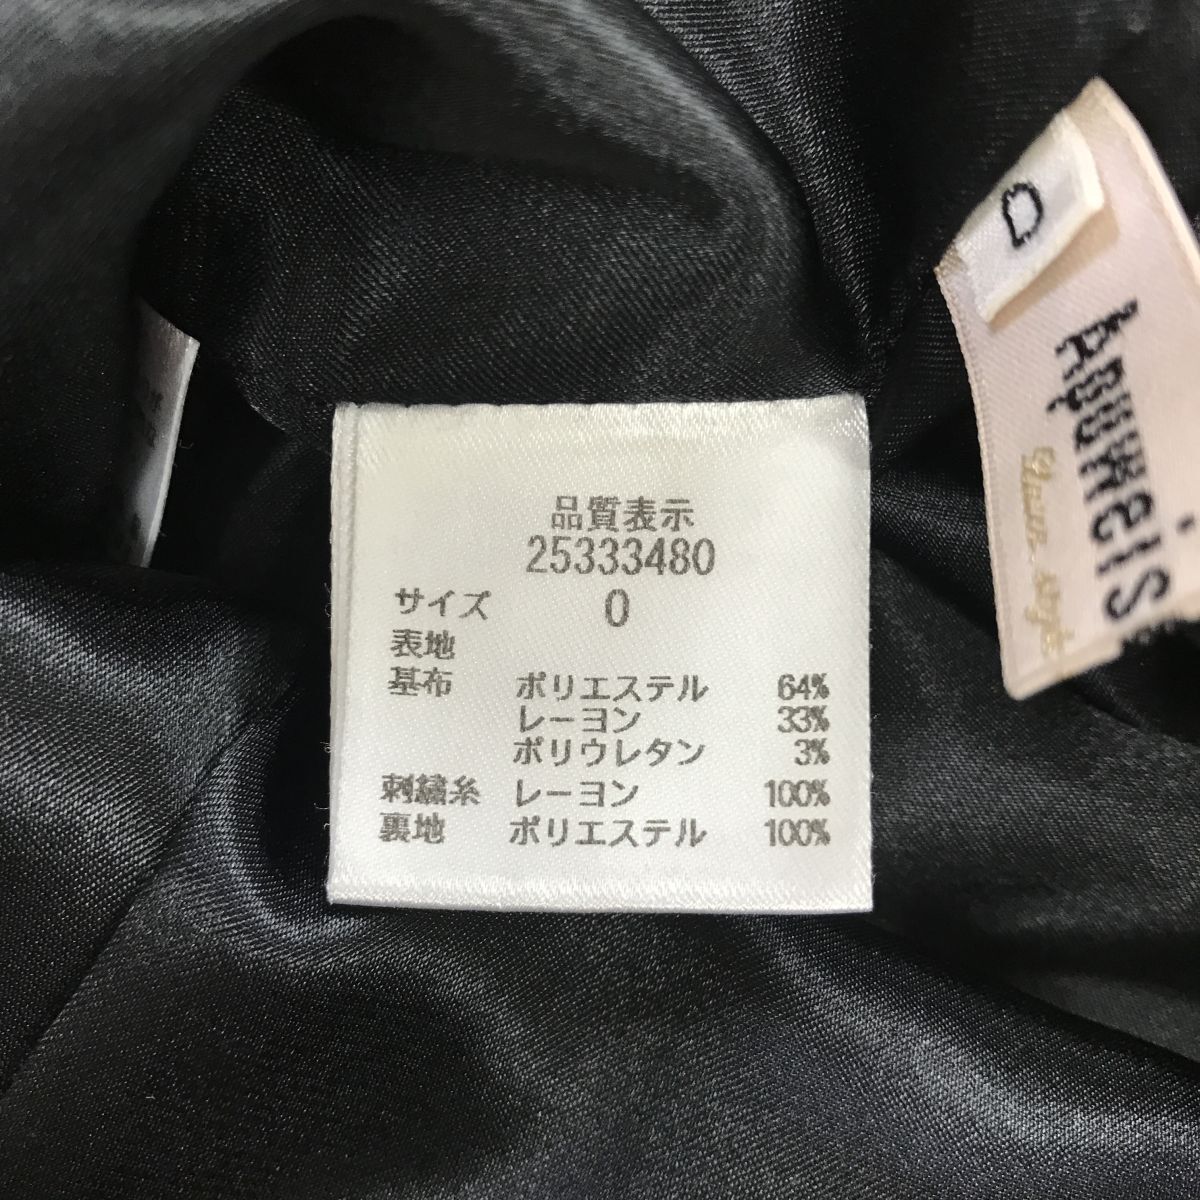 品質表示
25333480
サイズ 0
表地
基布 ポリエステル 64%
レーヨン 33%
ポリウレタン 3%
刺繍糸 レーヨン 100%
裏地 ポリエステル 100%
0
Apuweis